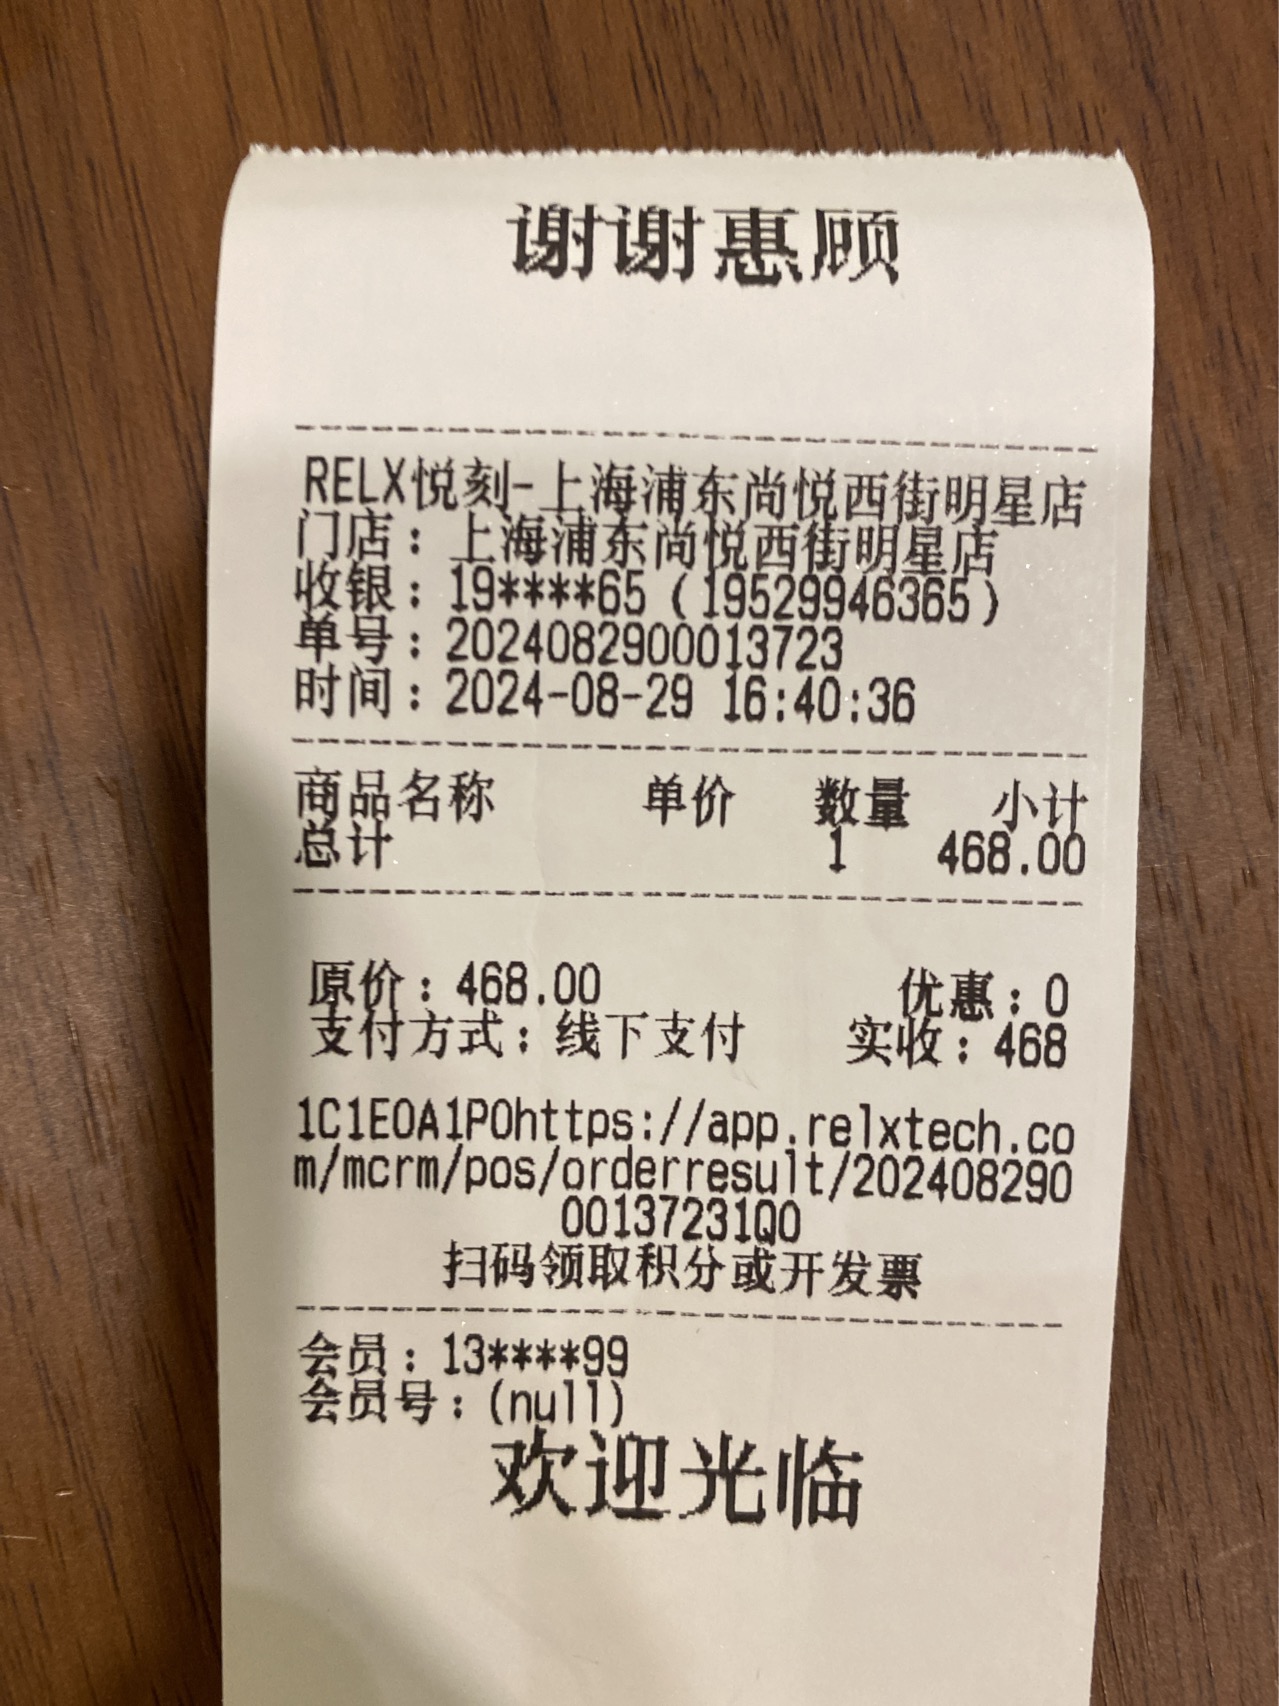 谢谢惠顾
RELX悦刻-上海浦东尚悦西街明星店
门店：上海浦东尚悦西街明星店
收银：19****65（19529946365）
单号：2024082900013723
时间：2024-08-29 16:40:36
商品名称 单价 数量 小计
总计 1 468.00
原价：468.00 优惠：0
支付方式：线下支付 实收：468
1C1E0A1P0https://app.relxtech.co
m/mcrm/pos/orderresult/202408290
00137231Q0
扫码领取积分或开发票
会员：13****99
会员号：(null)
欢迎光临